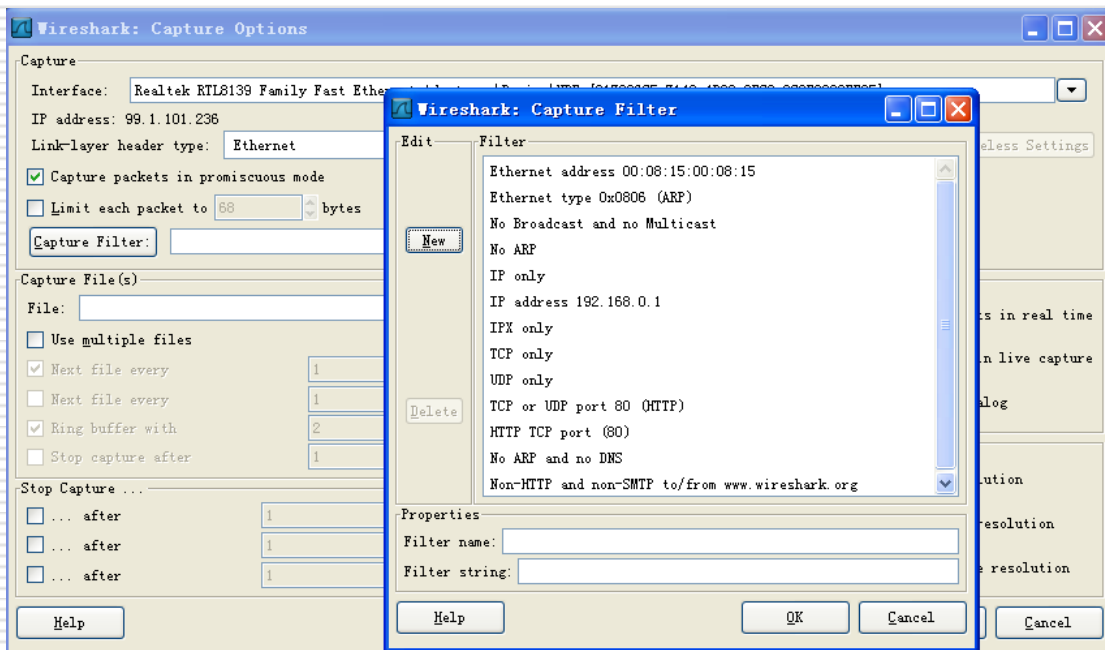 Wireshark: Capture Options
Capture
Interface: Realtek RTL8139 Family Fast
IP address: 99.1.101.236
Link-layer header type: Ethernet
eless Settings
Capture packets in promiscuous mode
Limit each packet to 68 bytes
Capture Filter:
Capture File(s)
File:
Use multiple files
Next file every 1
Next file every 1
Ring buffer with 2
Stop capture after 1
Stop Capture ...
... after 1
... after 1
... after 1
Help
s in real time
n live capture
alog
ution
resolution
e resolution
Cancel
Wireshark: Capture Filter
Edit
Filter
New
Delete
Ethernet address 00:08:15:00:08:15
Ethernet type 0x0806 (ARP)
No Broadcast and no Multicast
No ARP
IP only
IP address 192.168.0.1
IPX only
TCP only
UDP only
TCP or UDP port 80 (HTTP)
HTTP TCP port (80)
No ARP and no DNS
Non-HTTP and non-SMTP to/from www.wireshark.org
Properties
Filter name:
Filter string:
Help
OK
Cancel